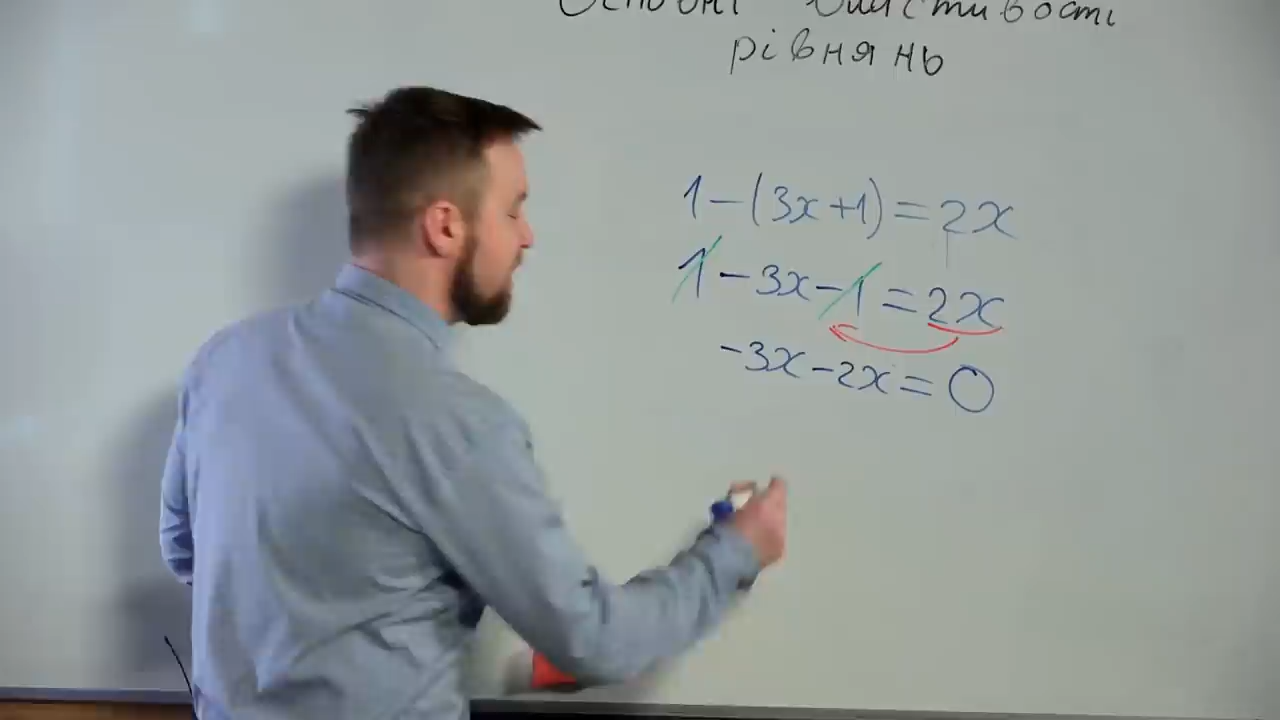 Основні властивості
рівнянь
1-(3x+1)=2x
1-3x-1=2x
-3x-2x=0